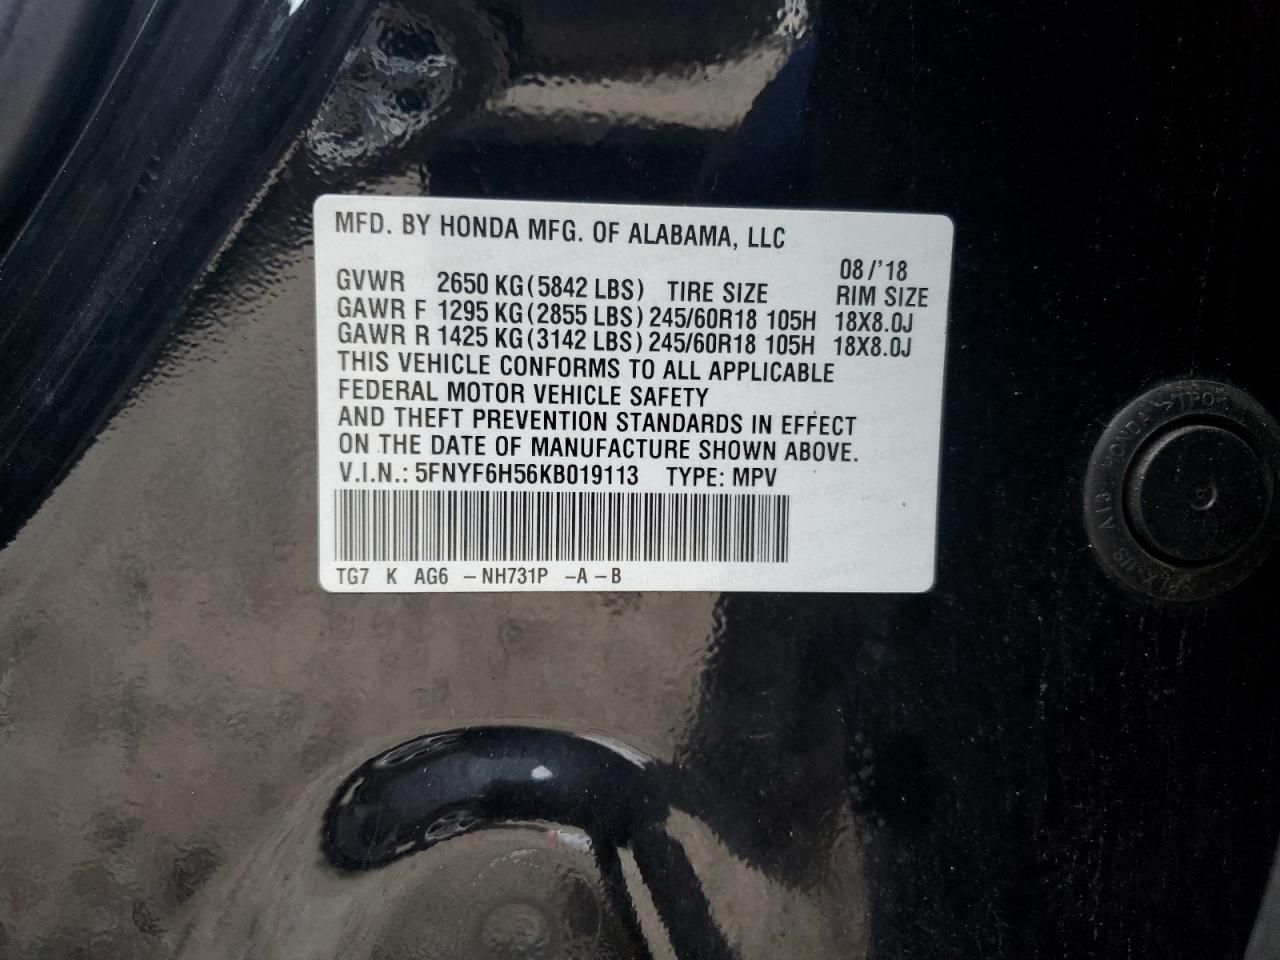 MFD. BY HONDA MFG. OF ALABAMA, LLC
08/'18
GVWR 2650 KG (5842 LBS) TIRE SIZE RIM SIZE
GAWR F 1295 KG (2855 LBS) 245/60R18 105H 18X8.0J
GAWR R 1425 KG (3142 LBS) 245/60R18 105H 18X8.0J
THIS VEHICLE CONFORMS TO ALL APPLICABLE
FEDERAL MOTOR VEHICLE SAFETY
AND THEFT PREVENTION STANDARDS IN EFFECT
ON THE DATE OF MANUFACTURE SHOWN ABOVE.
V.I.N.: 5FNYF6H56KB019113 TYPE: MPV
TG7 K AG6 -NH731P -A-B
A13 HONDA >TPO<